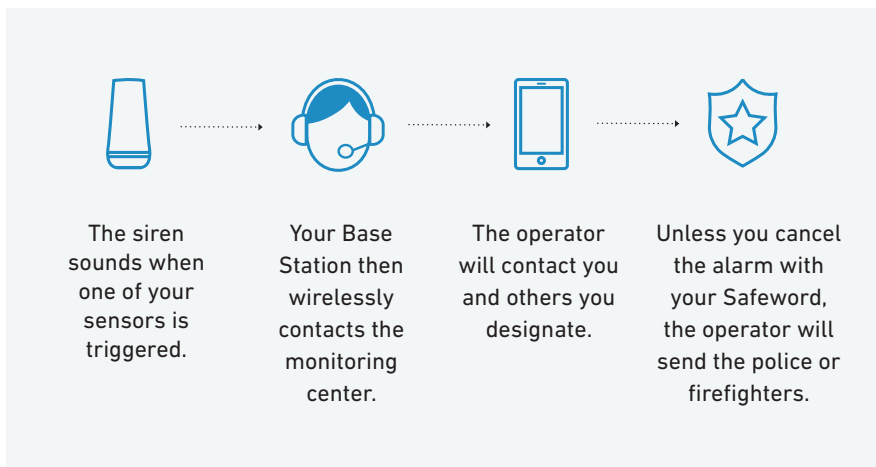 The siren
sounds when
one of your
sensors is
triggered.
Your Base
Station then
wirelessly
contacts the
monitoring
center.
The operator
will contact you
and others you
designate.
Unless you cancel
the alarm with
your Safeword,
the operator will
send the police or
firefighters.